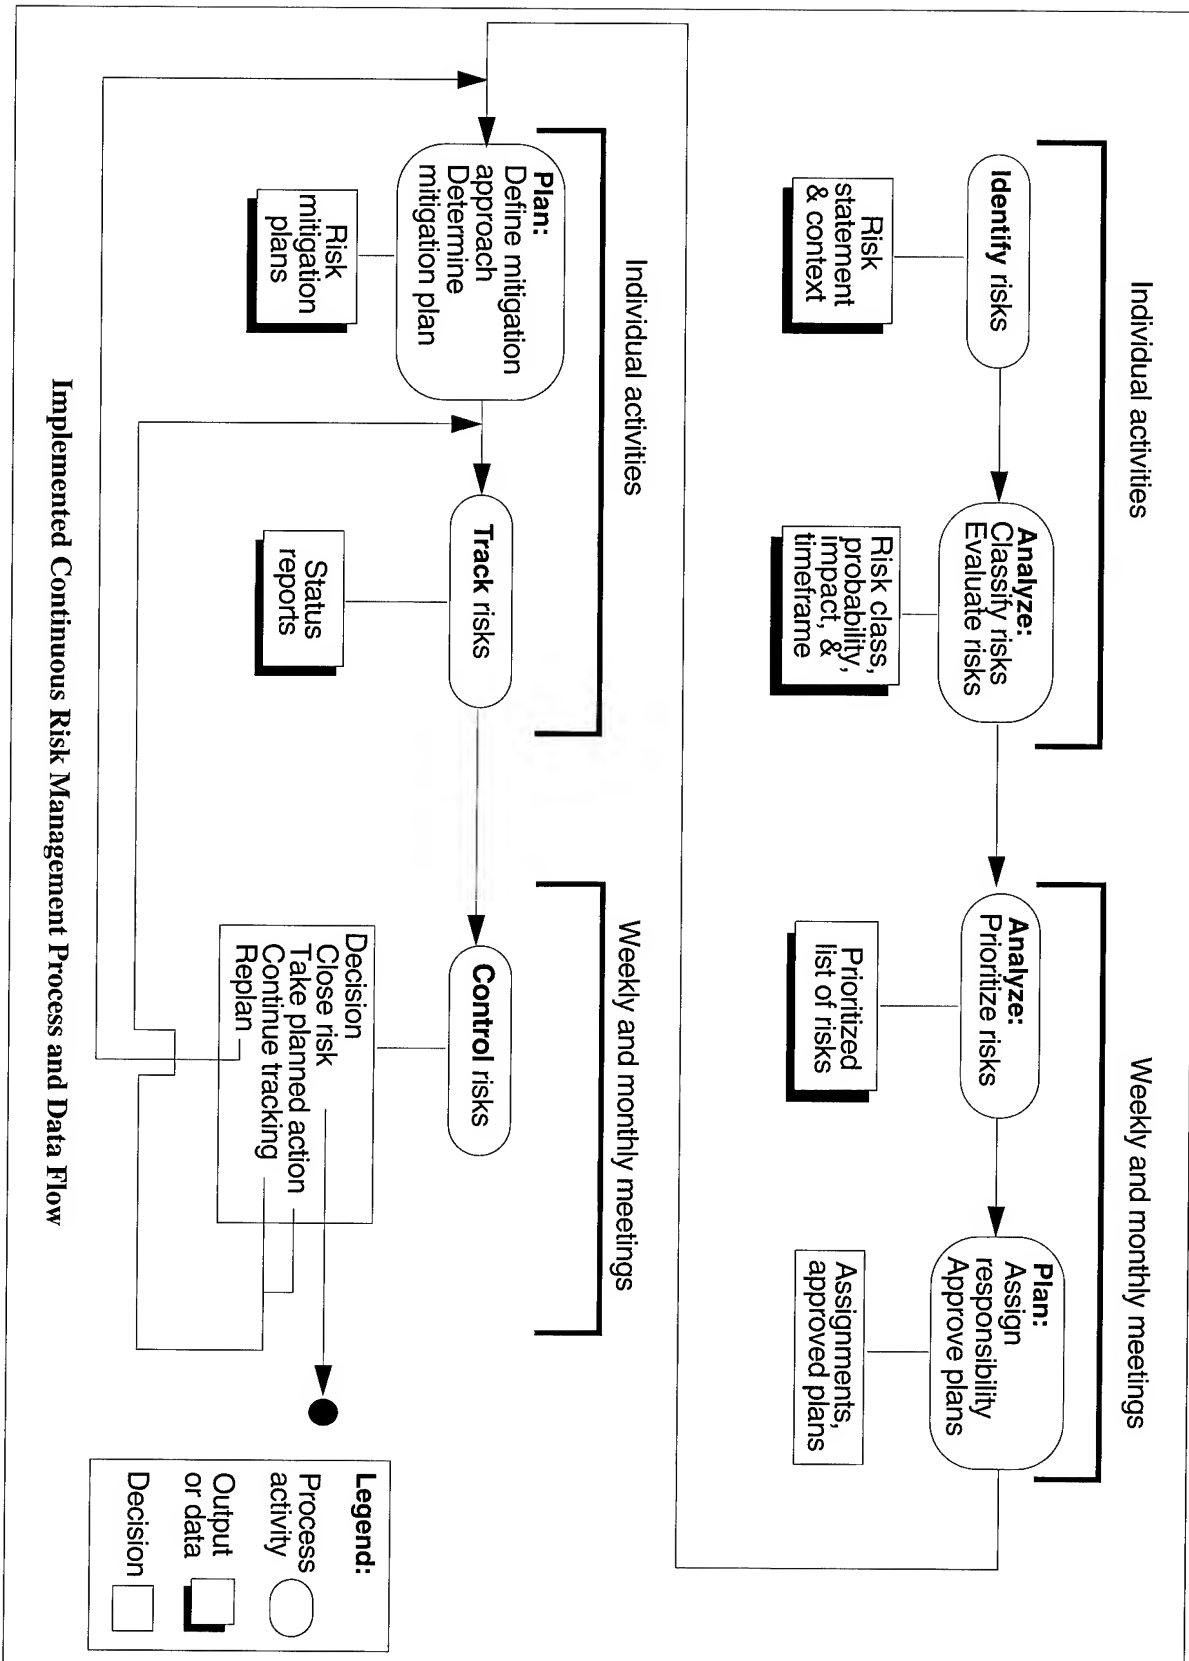 Individual activities
Weekly and monthly meetings
Identify risks
Risk
statement
& context
Analyze:
Classify risks
Evaluate risks
Risk class,
probability,
impact, &
timeframe
Analyze:
Prioritize risks
Prioritized
list of risks
Plan:
Assign
responsibility
Approve plans
Assignments,
approved plans
Individual activities
Weekly and monthly meetings
Plan:
Define mitigation
approach
Determine
mitigation plan
Risk
mitigation
plans
Track risks
Status
reports
Control risks
Decision
Close risk
Take planned action
Continue tracking
Replan
Legend:
Process
activity
Output
or data
Decision
Implemented Continuous Risk Management Process and Data Flow